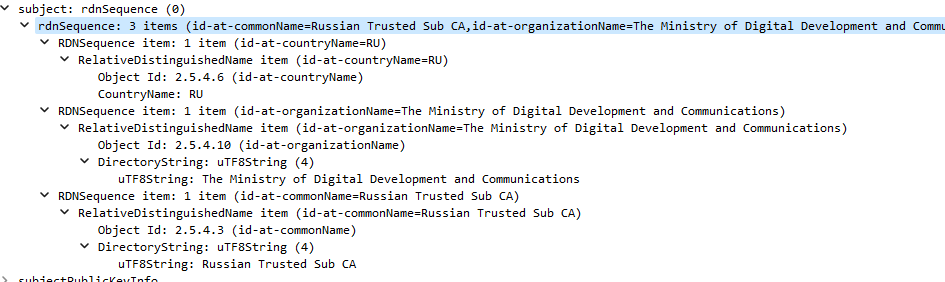 subject: rdnSequence (0)
rdnSequence: 3 items (id-at-commonName=Russian Trusted Sub CA,id-at-organizationName=The Ministry of Digital Development and Commu
RDNSequence item: 1 item (id-at-countryName=RU)
RelativeDistinguishedName item (id-at-countryName=RU)
Object Id: 2.5.4.6 (id-at-countryName)
CountryName: RU
RDNSequence item: 1 item (id-at-organizationName=The Ministry of Digital Development and Communications)
RelativeDistinguishedName item (id-at-organizationName=The Ministry of Digital Development and Communications)
Object Id: 2.5.4.10 (id-at-organizationName)
DirectoryString: uTF8String (4)
uTF8String: The Ministry of Digital Development and Communications
RDNSequence item: 1 item (id-at-commonName=Russian Trusted Sub CA)
RelativeDistinguishedName item (id-at-commonName=Russian Trusted Sub CA)
Object Id: 2.5.4.3 (id-at-commonName)
DirectoryString: uTF8String (4)
uTF8String: Russian Trusted Sub CA
subjectPublicKeyInfo